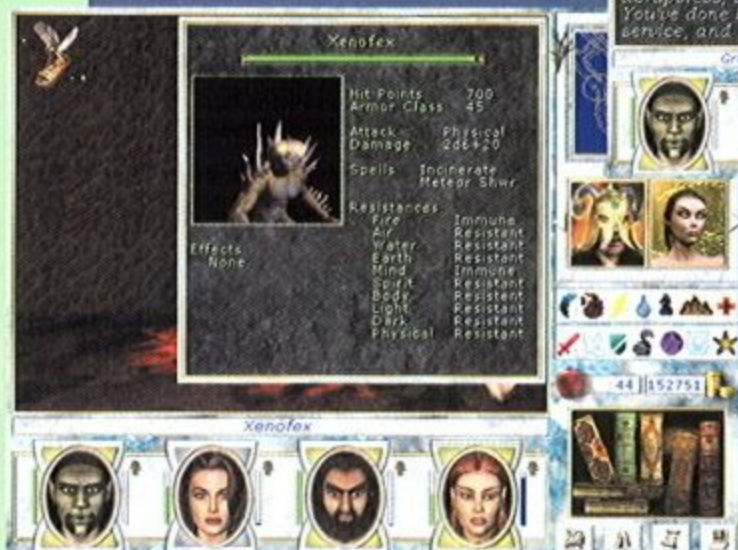 Xenofex
Hit Points 700
Armor Class 45
Attack Physical
Damage 2d6+20
Spells Incinerate
Meteor Shwr
Resistances
Fire Immune
Air Resistant
Water Resistant
Earth Resistant
Mind Immune
Spirit Resistant
Body Resistant
Light Resistant
Dark Resistant
Physical Resistant
Effects
None
You've done
service, and
Gr
44 152751
Xenofex